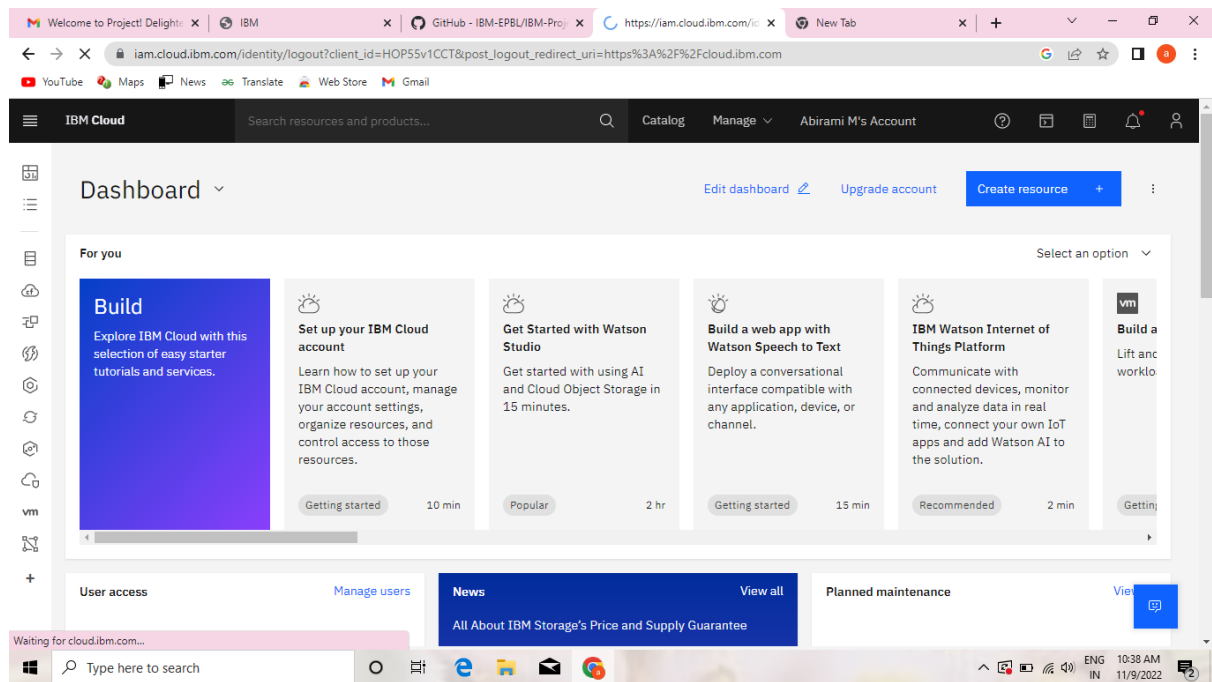 Welcome to Project! Delighte
IBM
GitHub - IBM-EPBL/IBM-Proj
https://iam.cloud.ibm.com/id
New Tab
iam.cloud.ibm.com/identity/logout?client_id=HOP55v1CCT&post_logout_redirect_uri=https%3A%2F%2Fcloud.ibm.com
a
YouTube Maps News Translate Web Store Gmail
IBM Cloud
Search resources and products...
Catalog Manage Abirami M's Account
Dashboard
Edit dashboard Upgrade account Create resource +
For you
Select an option
Build
Explore IBM Cloud with this
selection of easy starter
tutorials and services.
Set up your IBM Cloud
account
Learn how to set up your
IBM Cloud account, manage
your account settings,
organize resources, and
control access to those
resources.
Getting started 10 min
Get Started with Watson
Studio
Get started with using AI
and Cloud Object Storage in
15 minutes.
Popular 2 hr
Build a web app with
Watson Speech to Text
Deploy a conversational
interface compatible with
any application, device, or
channel.
Getting started 15 min
IBM Watson Internet of
Things Platform
Communicate with
connected devices, monitor
and analyze data in real
time, connect your own IoT
apps and add Watson AI to
the solution.
Recommended 2 min
vm
Build a
Lift and
worklo
Getting
vm
User access Manage users
News View all
All About IBM Storage's Price and Supply Guarantee
Planned maintenance
Waiting for cloud.ibm.com...
Type here to search
ENG
IN
10:38 AM
11/9/2022
2